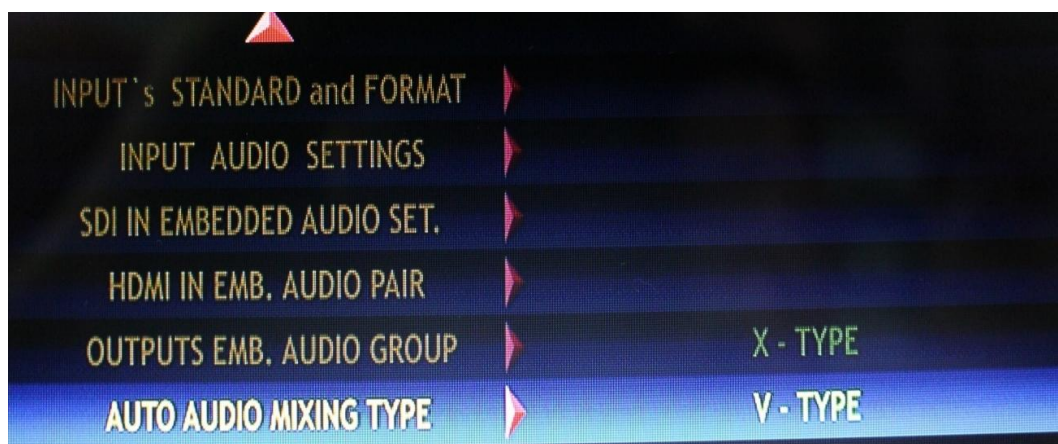 INPUT`s STANDARD and FORMAT
INPUT AUDIO SETTINGS
SDI IN EMBEDDED AUDIO SET.
HDMI IN EMB. AUDIO PAIR
OUTPUTS EMB. AUDIO GROUP X - TYPE
AUTO AUDIO MIXING TYPE V - TYPE